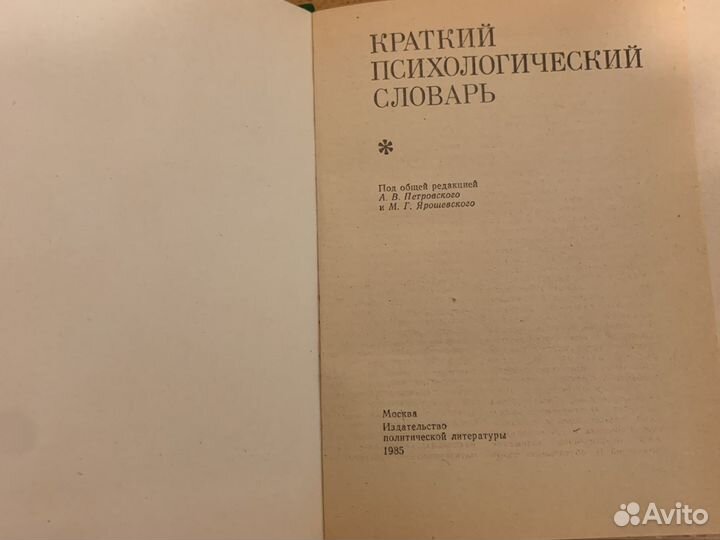 КРАТКИЙ
ПСИХОЛОГИЧЕСКИЙ
СЛОВАРЬ
*
Под общей редакцией
А. В. Петровского
и М. Г. Ярошевского
Москва
Издательство
политической литературы
1985
Avito